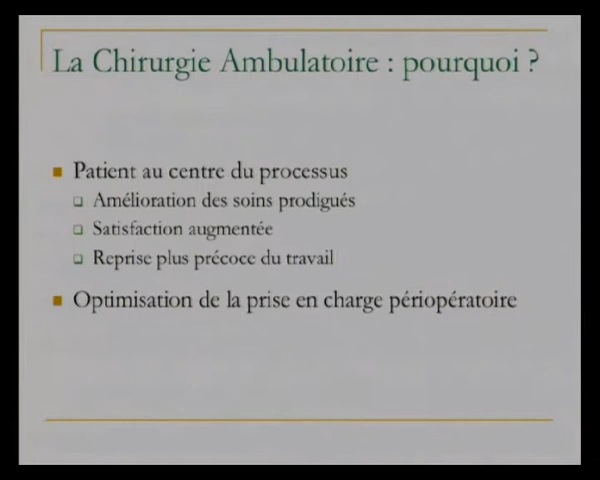 La Chirurgie Ambulatoire : pourquoi ?
Patient au centre du processus
Amélioration des soins prodigués
Satisfaction augmentée
Reprise plus précoce du travail
Optimisation de la prise en charge périopératoire